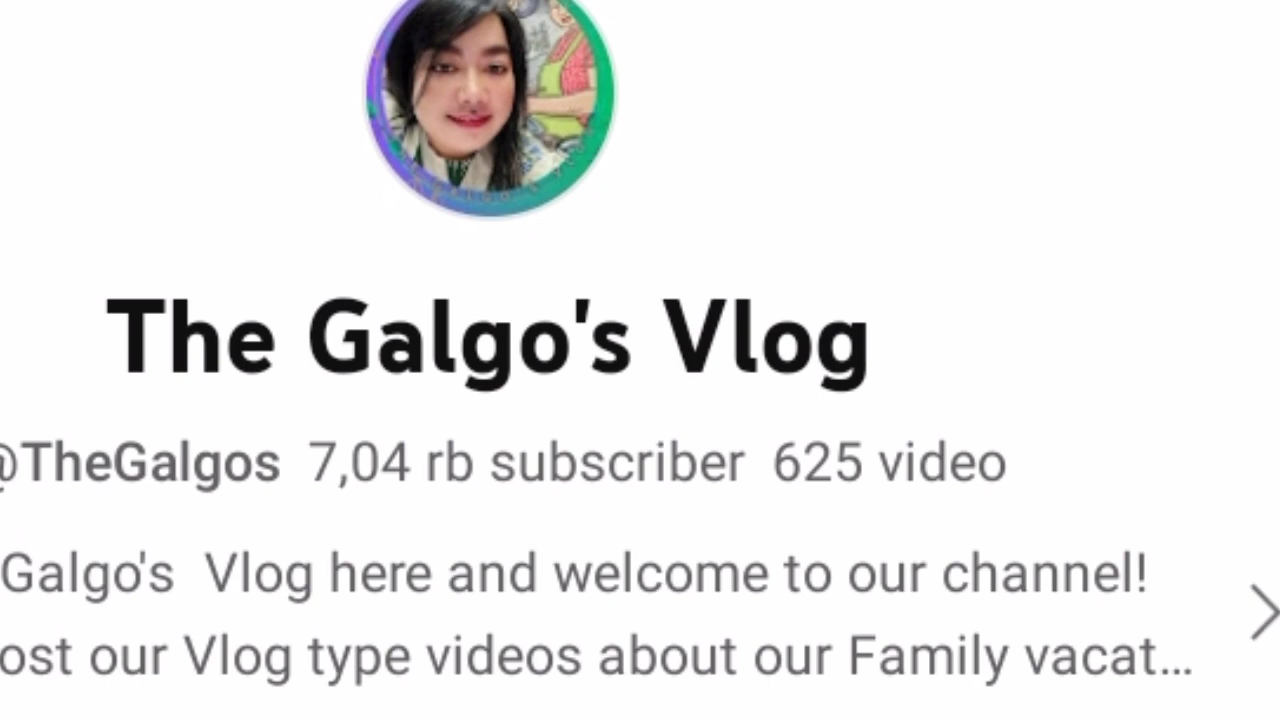 The Galgo's Vlog
@TheGalgos 7,04 rb subscriber 625 video
Galgo's Vlog here and welcome to our channel!
ost our Vlog type videos about our Family vacat...